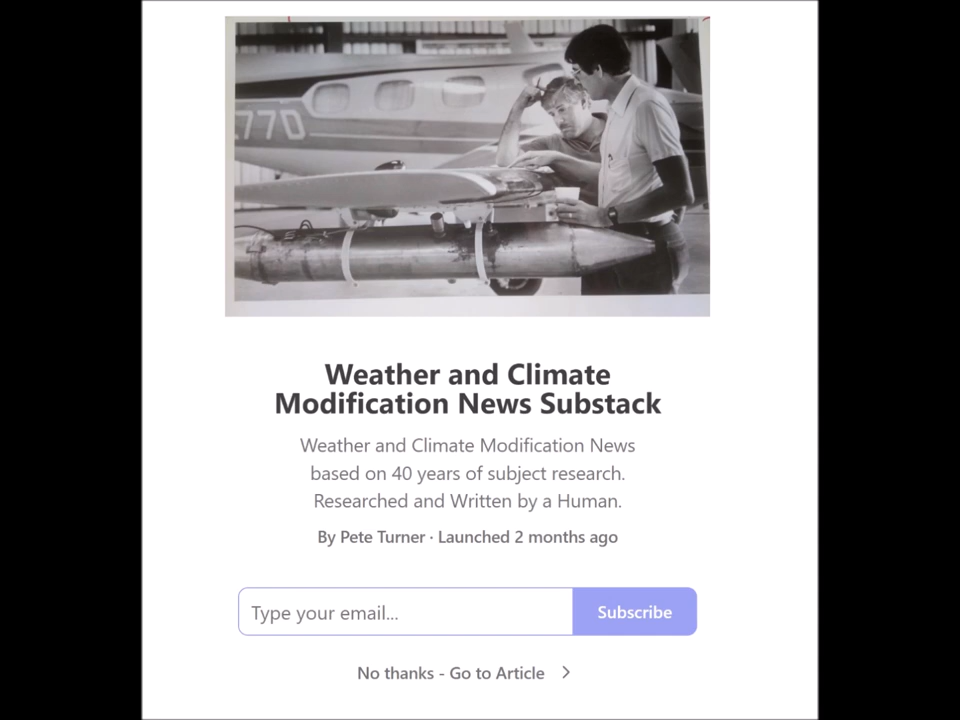 77D
Weather and Climate
Modification News Substack
Weather and Climate Modification News
based on 40 years of subject research.
Researched and Written by a Human.
By Pete Turner · Launched 2 months ago
Type your email...
Subscribe
No thanks - Go to Article